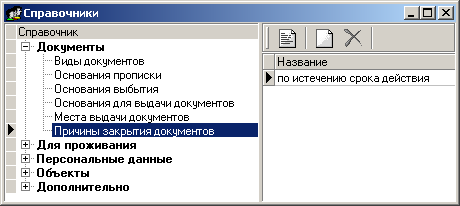 Справочники
Справочник
Документы
Виды документов
Основания прописки
Основания выбытия
Основания для выдачи документов
Места выдачи документов
Причины закрытия документов
Для проживания
Персональные данные
Объекты
Дополнительно
Название
по истечению срока действия